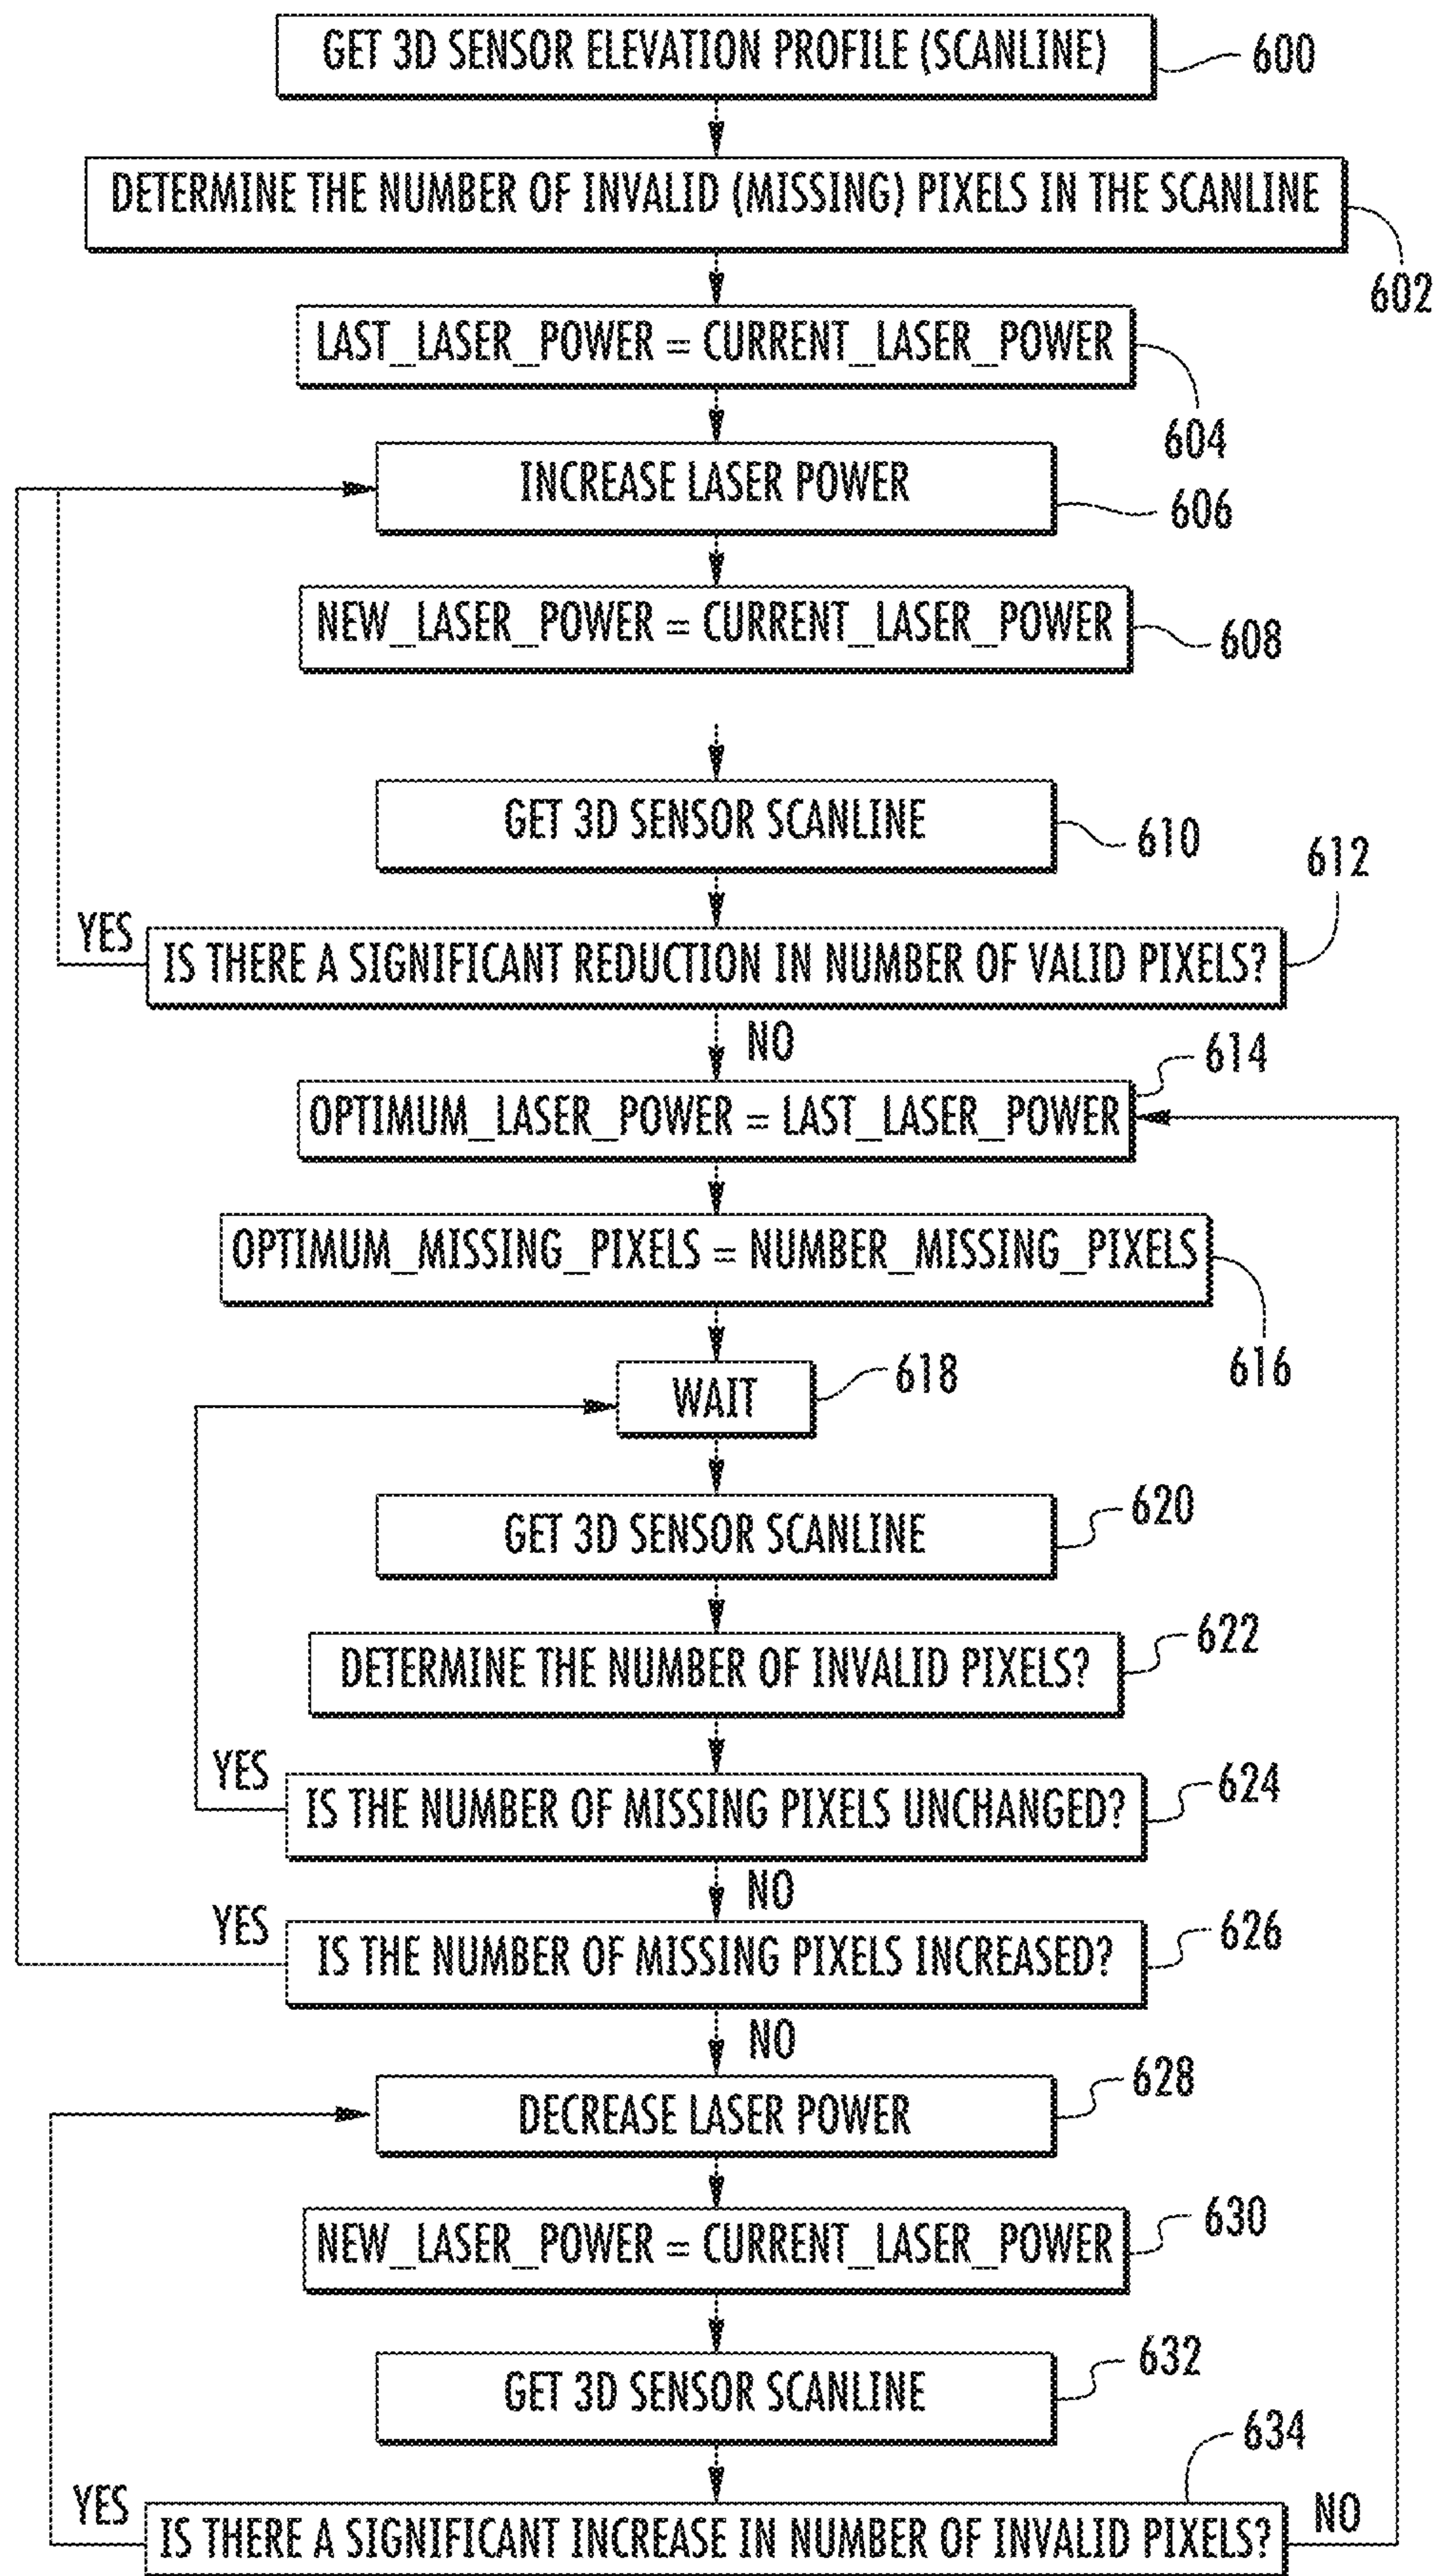 GET 3D SENSOR ELEVATION PROFILE (SCANLINE)
600
DETERMINE THE NUMBER OF INVALID (MISSING) PIXELS IN THE SCANLINE
602
LAST_LASER_POWER = CURRENT_LASER_POWER
604
INCREASE LASER POWER
606
NEW_LASER_POWER = CURRENT_LASER_POWER
608
GET 3D SENSOR SCANLINE
610
612
YES
IS THERE A SIGNIFICANT REDUCTION IN NUMBER OF VALID PIXELS?
NO
614
OPTIMUM_LASER_POWER = LAST_LASER_POWER
OPTIMUM_MISSING_PIXELS = NUMBER_MISSING_PIXELS
616
WAIT
618
GET 3D SENSOR SCANLINE
620
DETERMINE THE NUMBER OF INVALID PIXELS?
622
YES
IS THE NUMBER OF MISSING PIXELS UNCHANGED?
624
NO
YES
IS THE NUMBER OF MISSING PIXELS INCREASED?
626
NO
DECREASE LASER POWER
628
NEW_LASER_POWER = CURRENT_LASER_POWER
630
GET 3D SENSOR SCANLINE
632
634
YES
IS THERE A SIGNIFICANT INCREASE IN NUMBER OF INVALID PIXELS?
NO